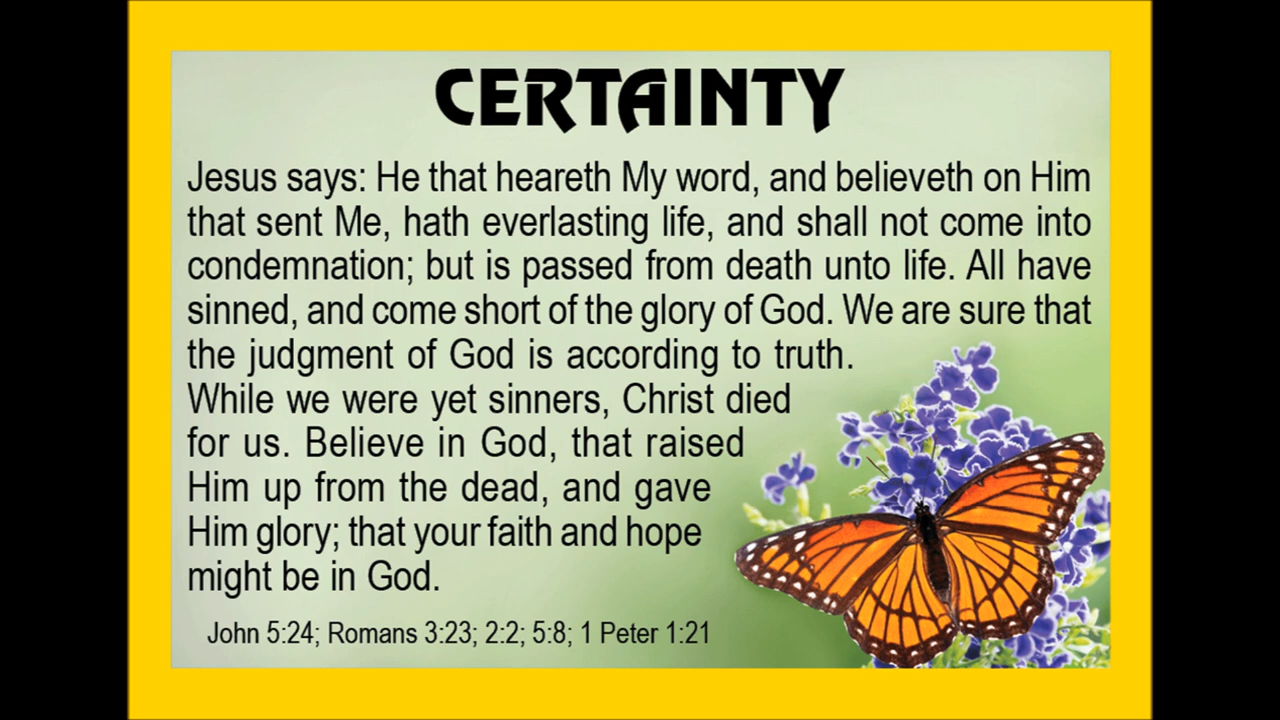 CERTAINTY
Jesus says: He that heareth My word, and believeth on Him
that sent Me, hath everlasting life, and shall not come into
condemnation; but is passed from death unto life. All have
sinned, and come short of the glory of God. We are sure that
the judgment of God is according to truth.
While we were yet sinners, Christ died
for us. Believe in God, that raised
Him up from the dead, and gave
Him glory; that your faith and hope
might be in God.
John 5:24; Romans 3:23; 2:2; 5:8; 1 Peter 1:21